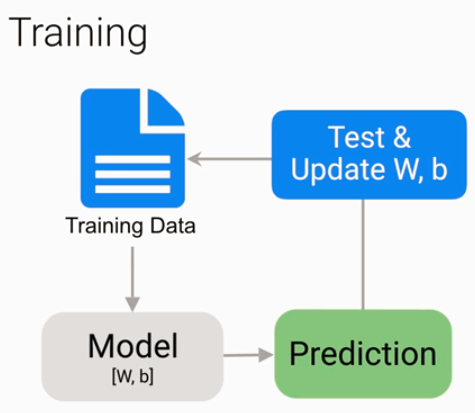 Training
Test &
Update W, b
Training Data
Model
[W, b]
Prediction